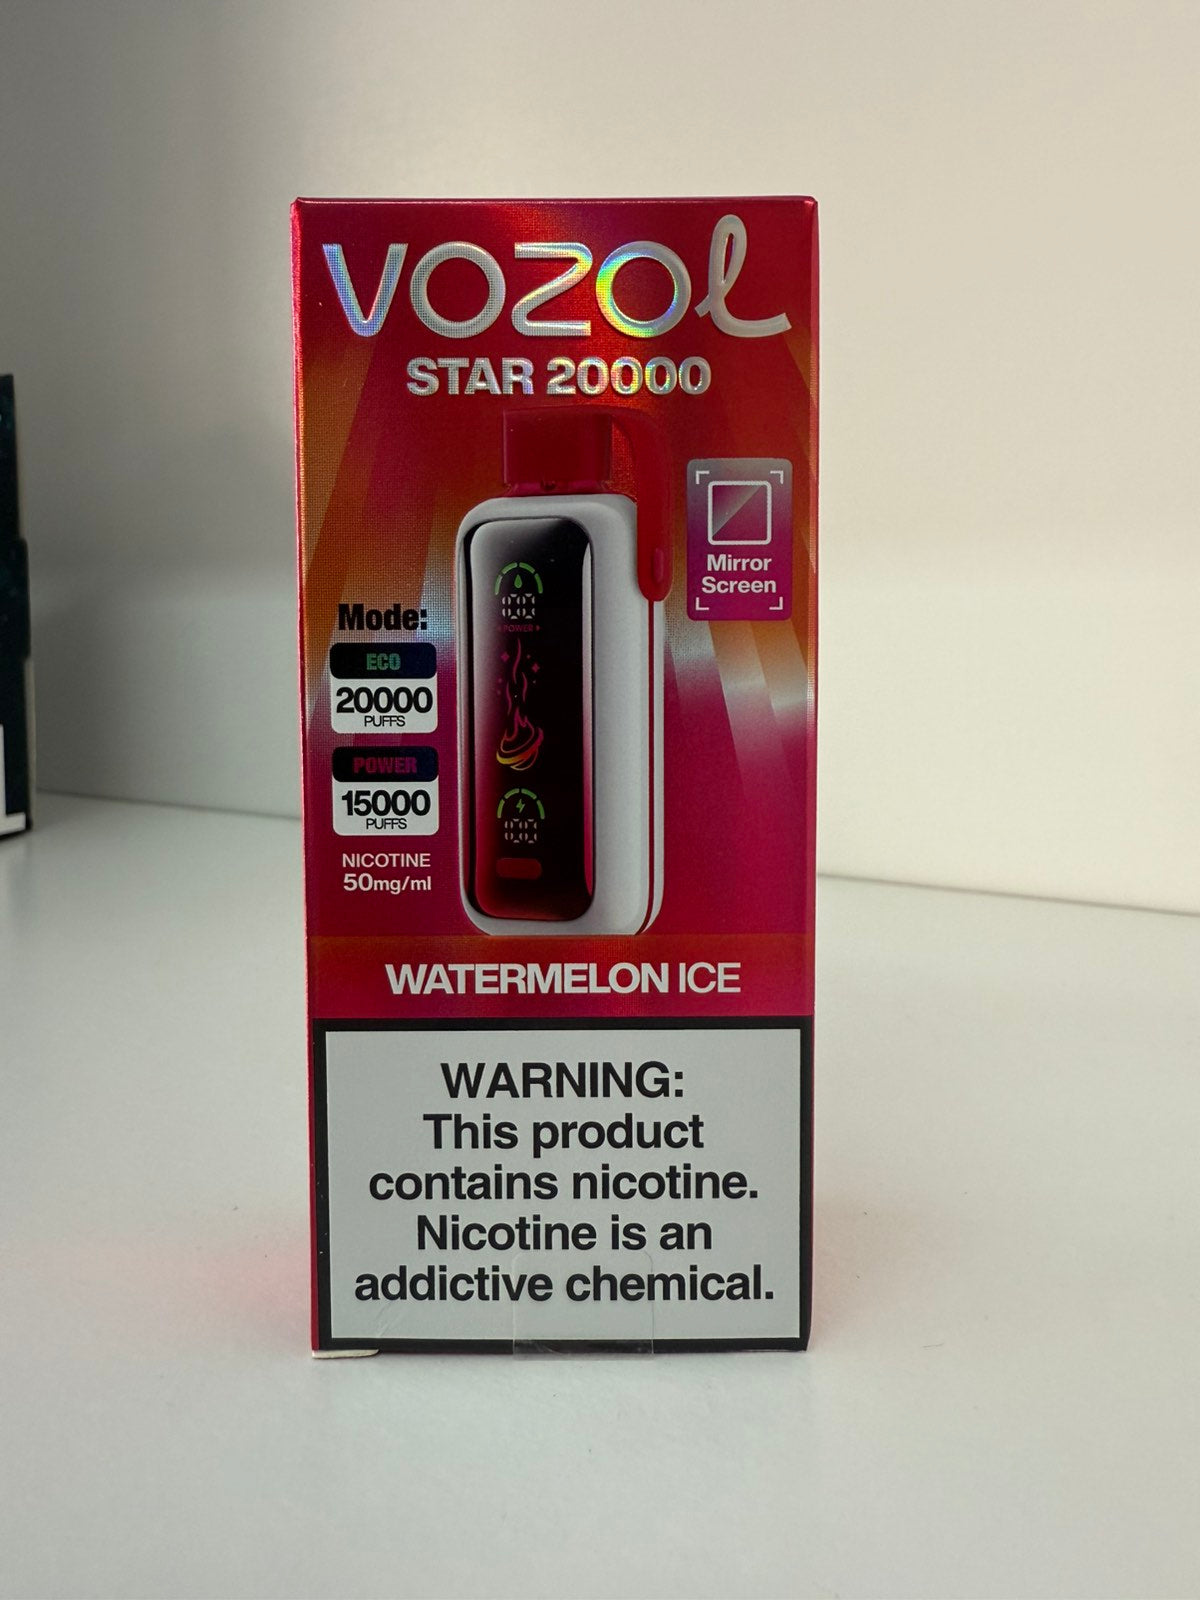 VOZOL
STAR 20000
Mirror
Screen
Mode:
ECO
20000
PUFFS
POWER
15000
PUFFS
NICOTINE
50mg/ml
POWER
WATERMELON ICE
WARNING:
This product
contains nicotine.
Nicotine is an
addictive chemical.